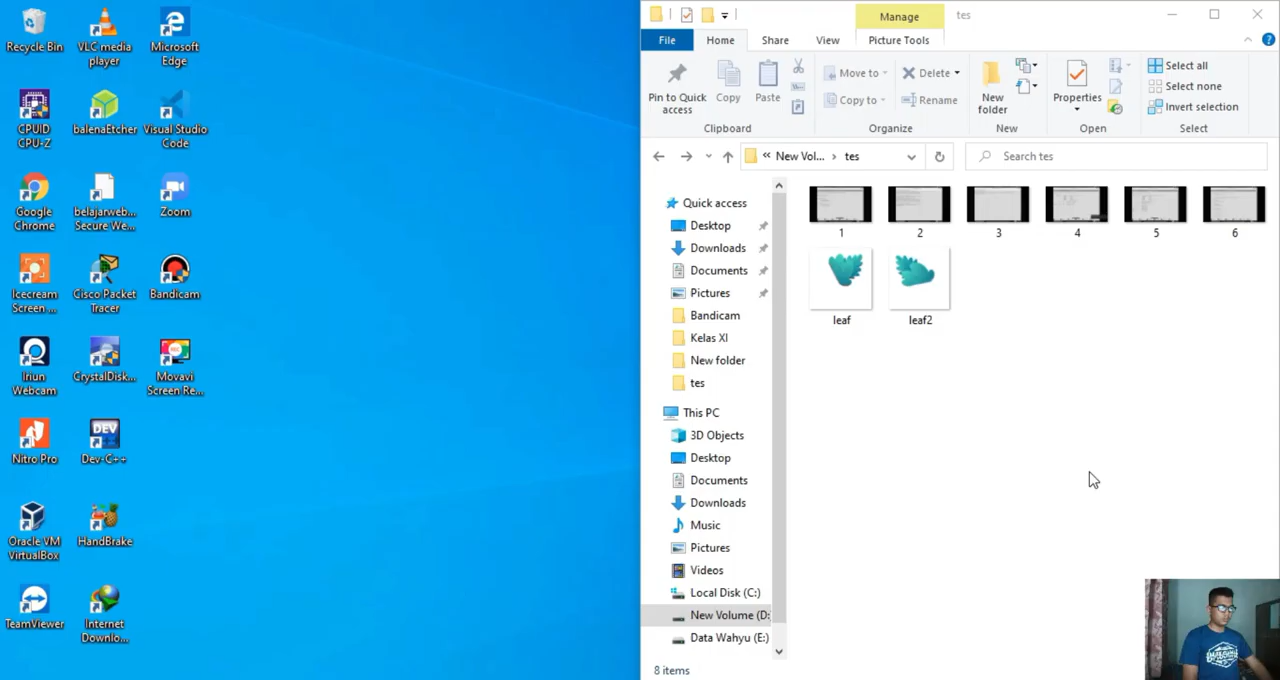 Recycle Bin
VLC media
player
Microsoft
Edge
CPUID
CPU-Z
balenaEtcher
Visual Studio
Code
Google
Chrome
belajarweb...
Secure We...
Zoom
Icecream
Screen ...
Cisco Packet
Tracer
Bandicam
Iriun
Webcam
CrystalDisk...
Movavi
Screen Re...
Nitro Pro
Dev-C++
Oracle VM
VirtualBox
HandBrake
TeamViewer
Internet
Downlo...
Manage
tes
File
Home
Share
View
Picture Tools
Pin to Quick
access
Copy
Paste
Move to
Copy to
Delete
Rename
New
folder
Properties
Select all
Select none
Invert selection
Clipboard
Organize
New
Open
Select
« New Vol... › tes
Search tes
Quick access
Desktop
Downloads
Documents
Pictures
Bandicam
Kelas XI
New folder
tes
This PC
3D Objects
Desktop
Documents
Downloads
Music
Pictures
Videos
Local Disk (C:)
New Volume (D:
Data Wahyu (E:)
1
2
3
4
5
6
leaf
leaf2
8 items